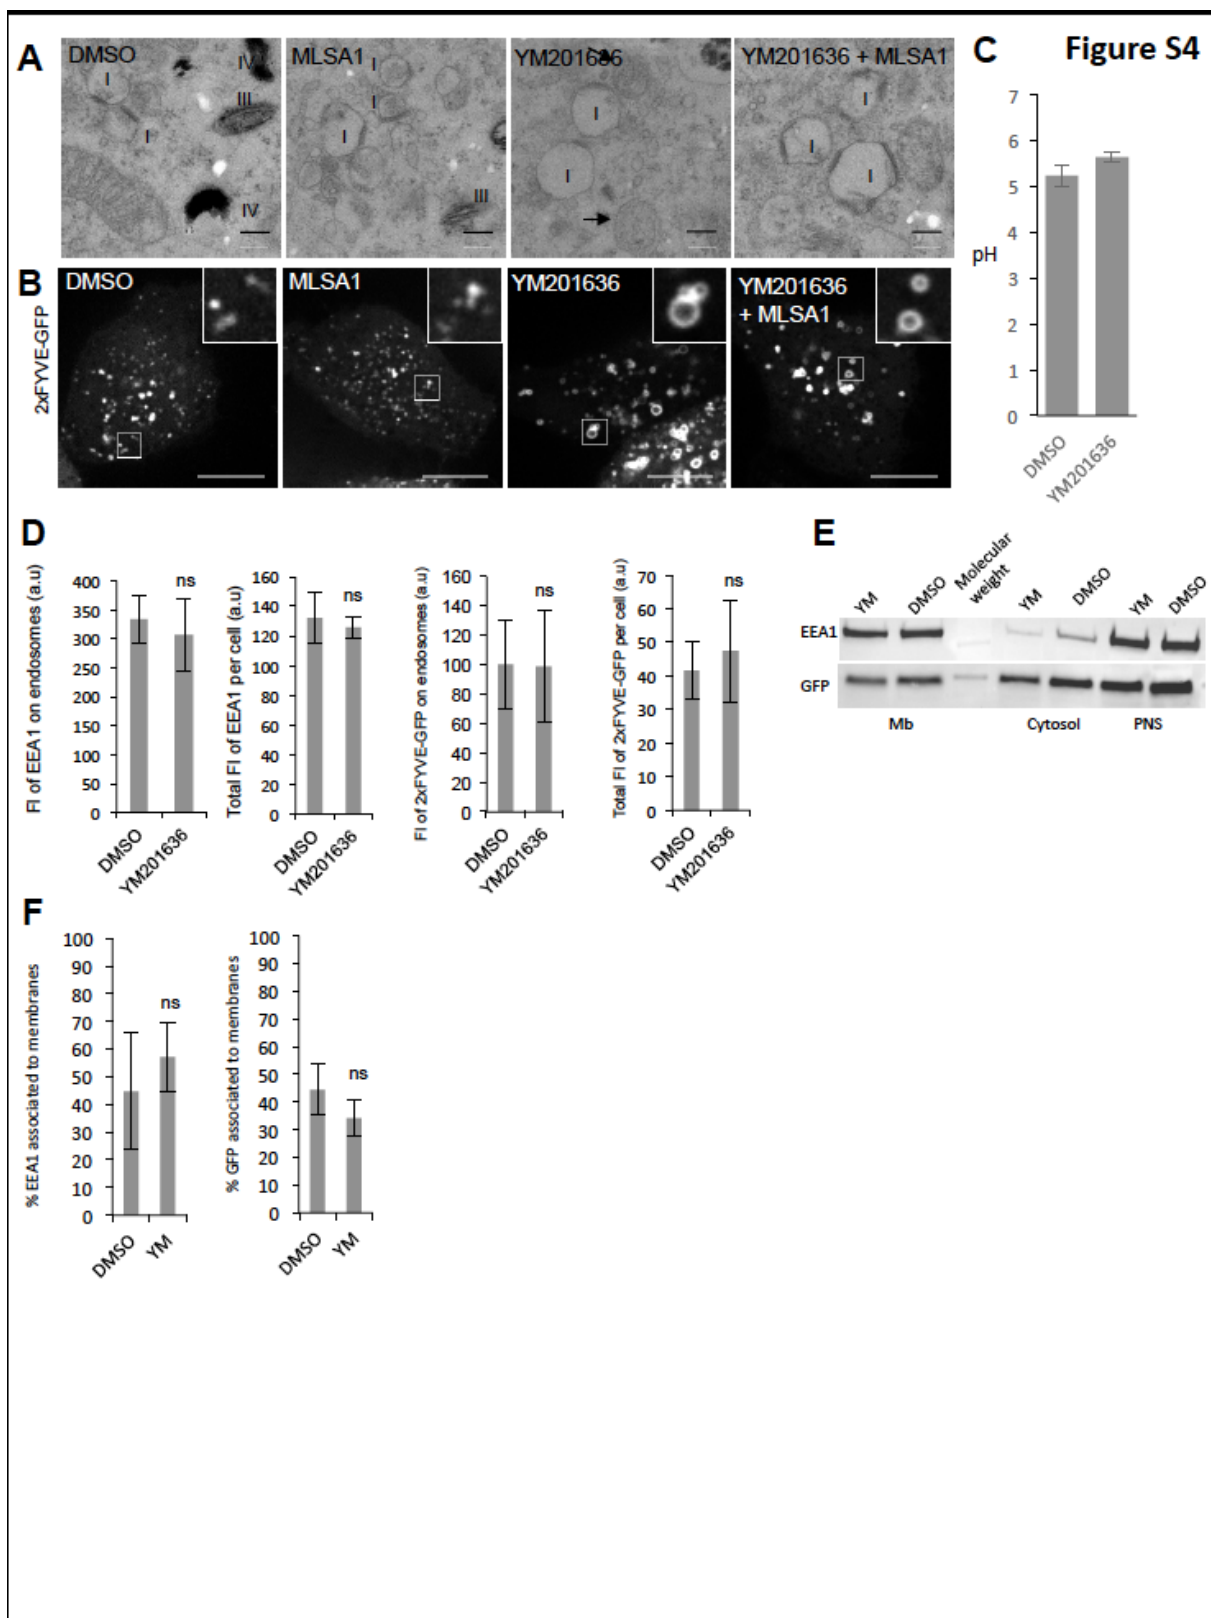 Figure S4
A
DMSO
I
IV
III
I
IV
MLSA1
I
I
I
III
YM201636
I
I
YM201636 + MLSA1
I
I
I
B
2xFYVE-GFP
DMSO
MLSA1
YM201636
YM201636
+ MLSA1
C
pH
7
6
5
4
3
2
1
0
DMSO
YM201636
D
FI of EEA1 on endosomes (a.u)
400
350
300
250
200
150
100
50
0
ns
DMSO
YM201636
Total FI of EEA1 per cell (a.u)
160
140
120
100
80
60
40
20
0
ns
DMSO
YM201636
FI of 2xFYVE-GFP on endosomes (a.u)
160
140
120
100
80
60
40
20
0
ns
DMSO
YM201636
Total FI of 2xFYVE-GFP per cell (a.u)
70
60
50
40
30
20
10
0
ns
DMSO
YM201636
E
YM
DMSO
Molecular
weight
YM
DMSO
YM
DMSO
EEA1
GFP
Mb
Cytosol
PNS
F
% EEA1 associated to membranes
100
90
80
70
60
50
40
30
20
10
0
ns
DMSO
YM
% GFP associated to membranes
100
90
80
70
60
50
40
30
20
10
0
ns
DMSO
YM